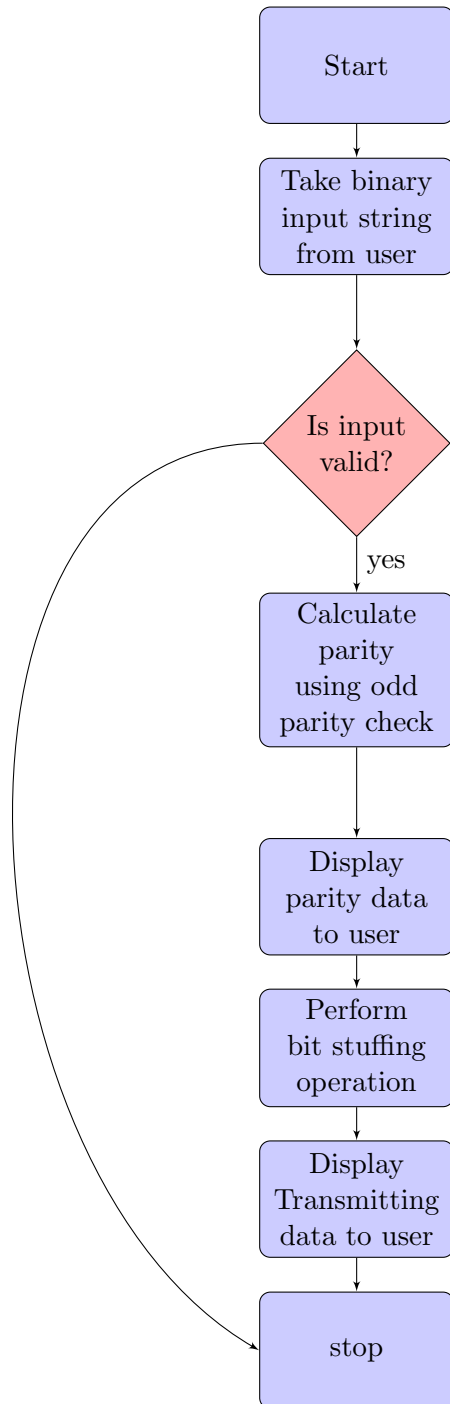 Start
Take binary
input string
from user
Is input
valid?
yes
Calculate
parity
using odd
parity check
Display
parity data
to user
Perform
bit stuffing
operation
Display
Transmitting
data to user
stop